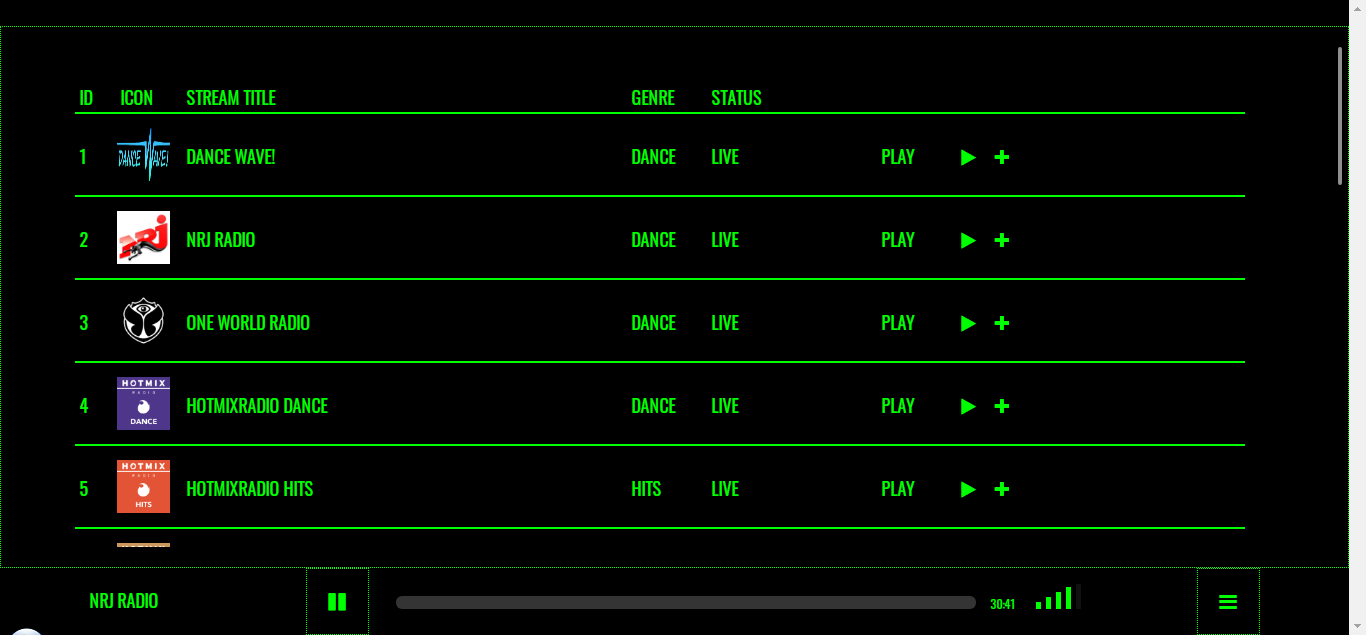 ID ICON STREAM TITLE GENRE STATUS
1 DANCE WAVE! DANCE WAVE! DANCE LIVE PLAY
2 NRJ NRJ RADIO DANCE LIVE PLAY
3 ONE WORLD RADIO DANCE LIVE PLAY
HOTMIX
RADIO
4 HOTMIXRADIO DANCE DANCE LIVE PLAY
DANCE
HOTMIX
RADIO
5 HOTMIXRADIO HITS HITS LIVE PLAY
HITS
NRJ RADIO 30:41